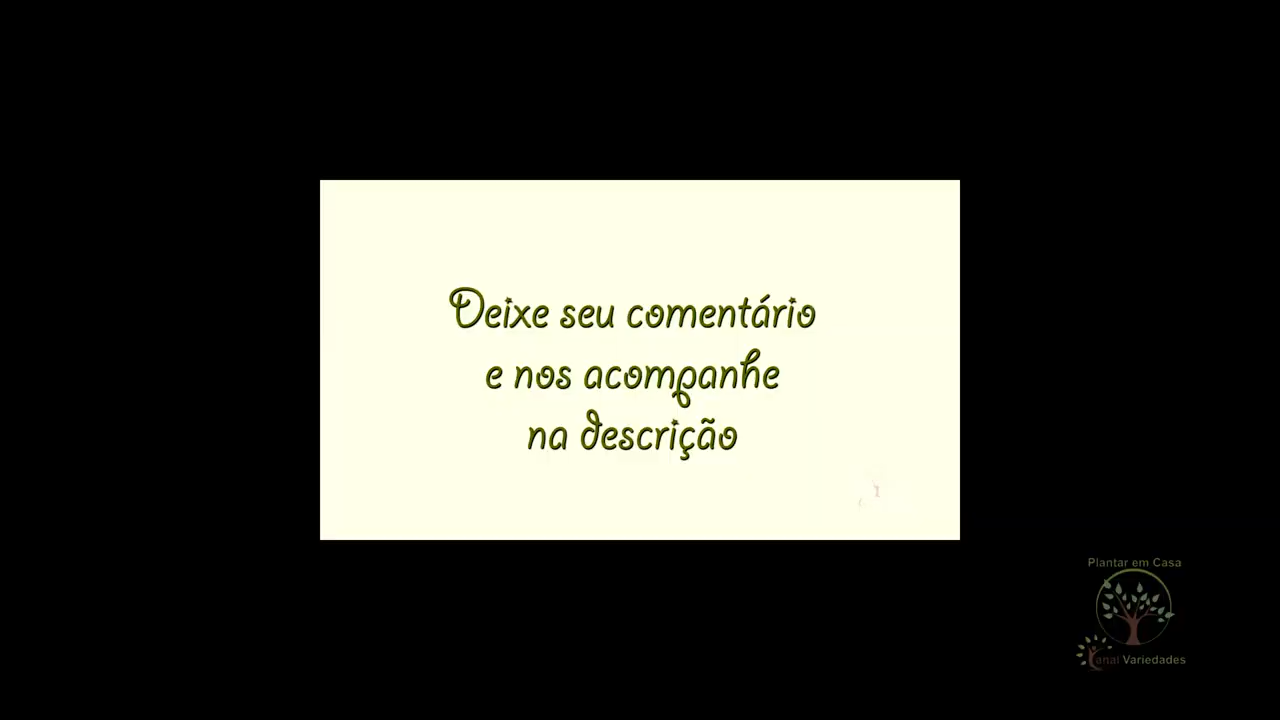 Deixe seu comentário
e nos acompanhe
na descrição
Plantar em Casa
Canal Variedades